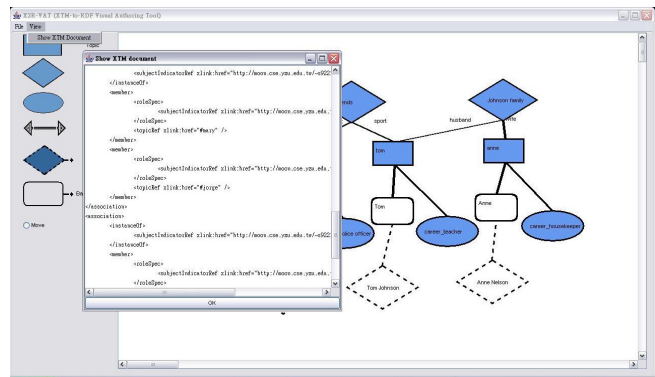 X2R-VAT (XTM-to-RDF Visual Authoring Tool)
File View
Show XTM Document
Topic
Show XTM document
<subjectIndicatorRef xlink:href="http://moon.cse.yzu.edu.tw/~s922
</instanceOf>
<member>
<roleSpec>
<subjectIndicatorRef xlink:href="http://moon.cse.yzu.edu.
</roleSpec>
<topicRef xlink:href="#mary" />
</member>
<member>
<roleSpec>
<subjectIndicatorRef xlink:href="http://moon.cse.yzu.edu.
</roleSpec>
<topicRef xlink:href="#jorge" />
</member>
</association>
<association>
<instanceOf>
<subjectIndicatorRef xlink:href="http://moon.cse.yzu.edu.tw/~s922
</instanceOf>
<member>
<roleSpec>
<subjectIndicatorRef xlink:href="http://moon.cse.yzu.edu.
</roleSpec>
OK
Move
ends
Johnson family
sport
husband
wife
tom
anne
Tom
Anne
olice officer
career_teacher
career_housekeeper
Tom Johnson
Anne Nelson